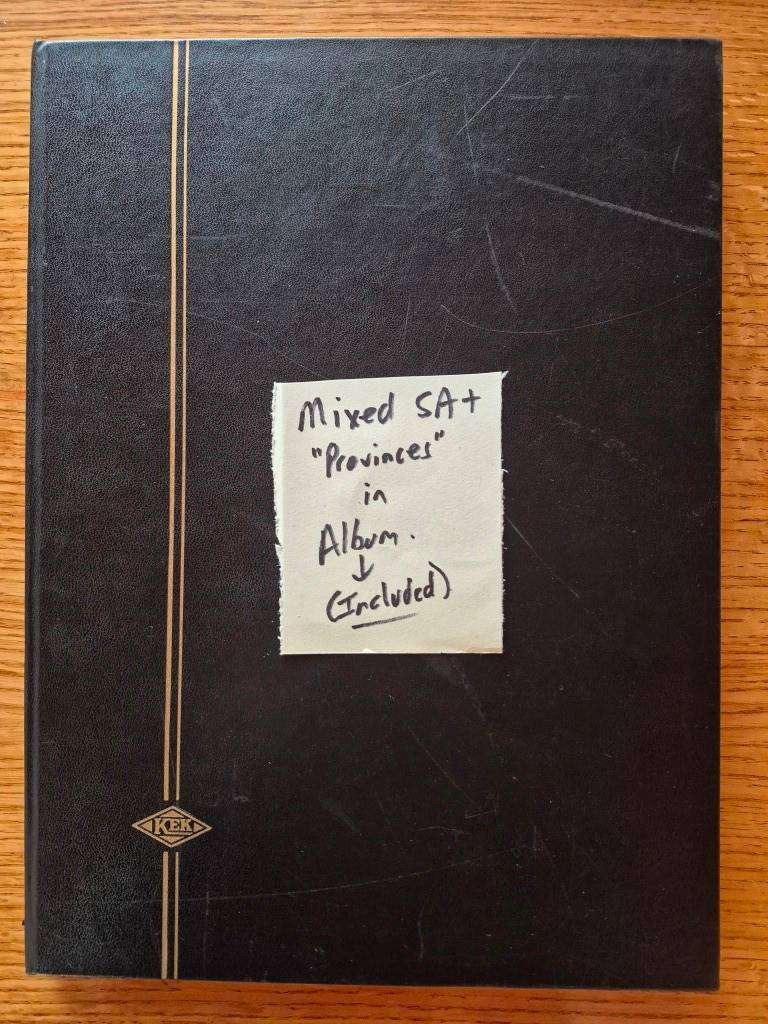 Mixed SA+
"Provinces"
in
Album.
(Included)
KEK